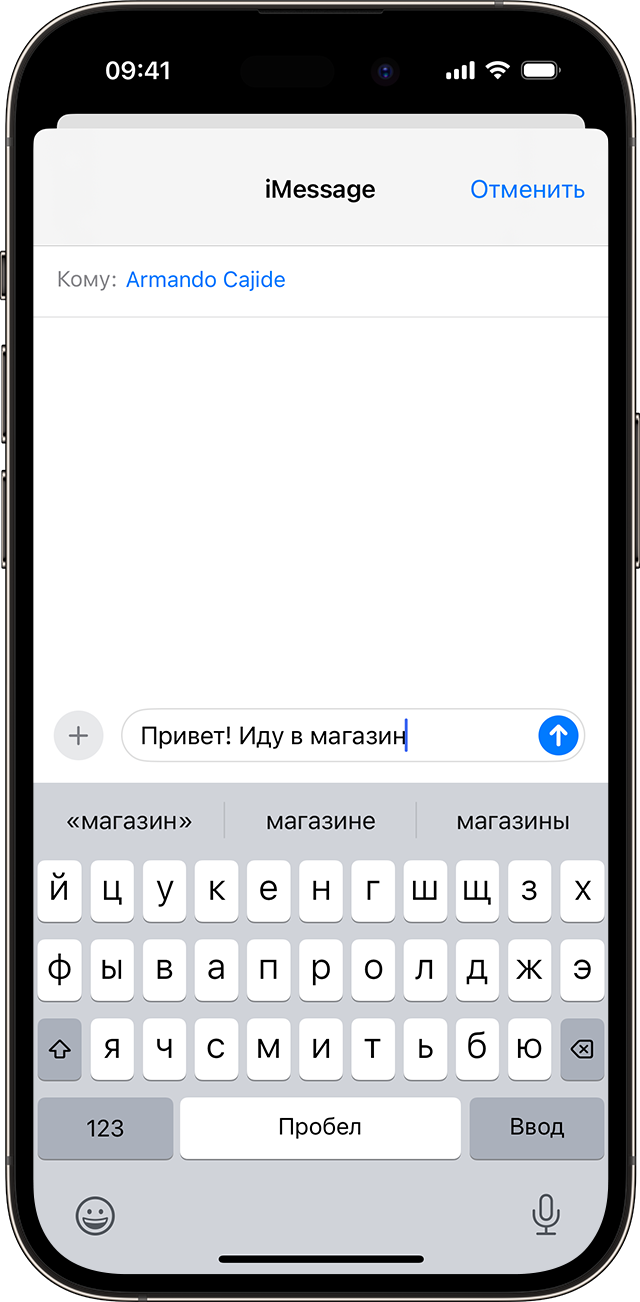 09:41
iMessage Отменить
Кому: Armando Cajide
Привет! Иду в магазин
«магазин» магазине магазины
й ц у к е н г ш щ з х
ф ы в а п р о л д ж э
я ч с м и т ь б ю
123 Пробел Ввод